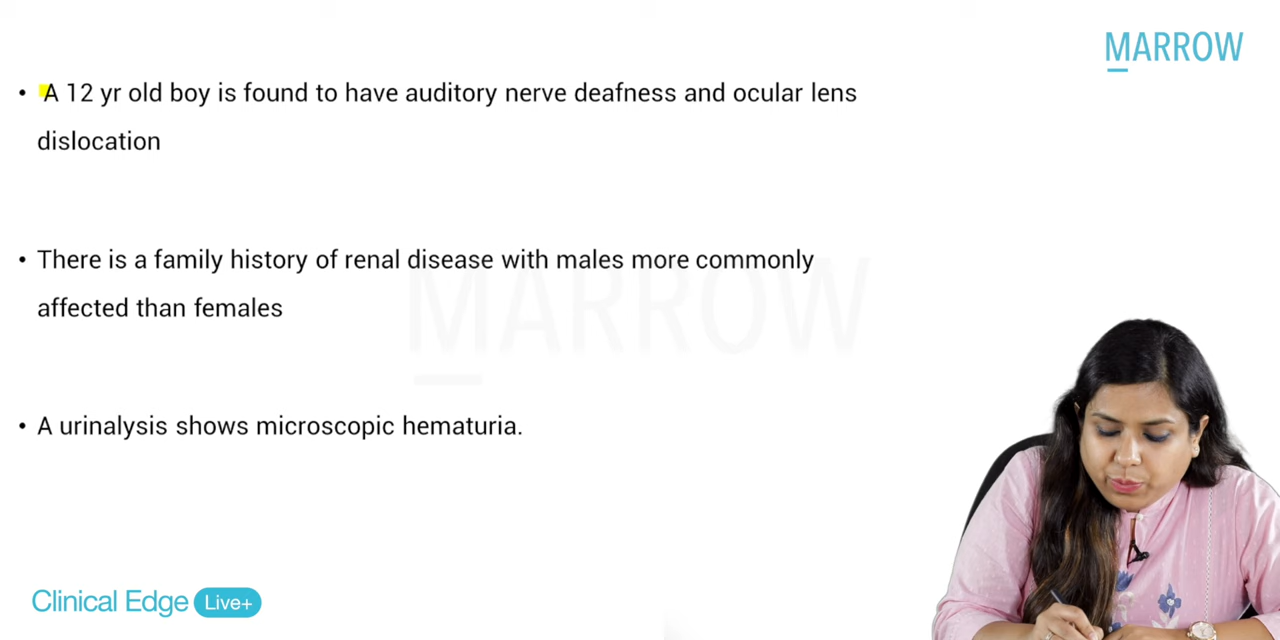 MARROW
• A 12 yr old boy is found to have auditory nerve deafness and ocular lens
dislocation
• There is a family history of renal disease with males more commonly
affected than females
MARROW
• A urinalysis shows microscopic hematuria.
Clinical Edge Live+